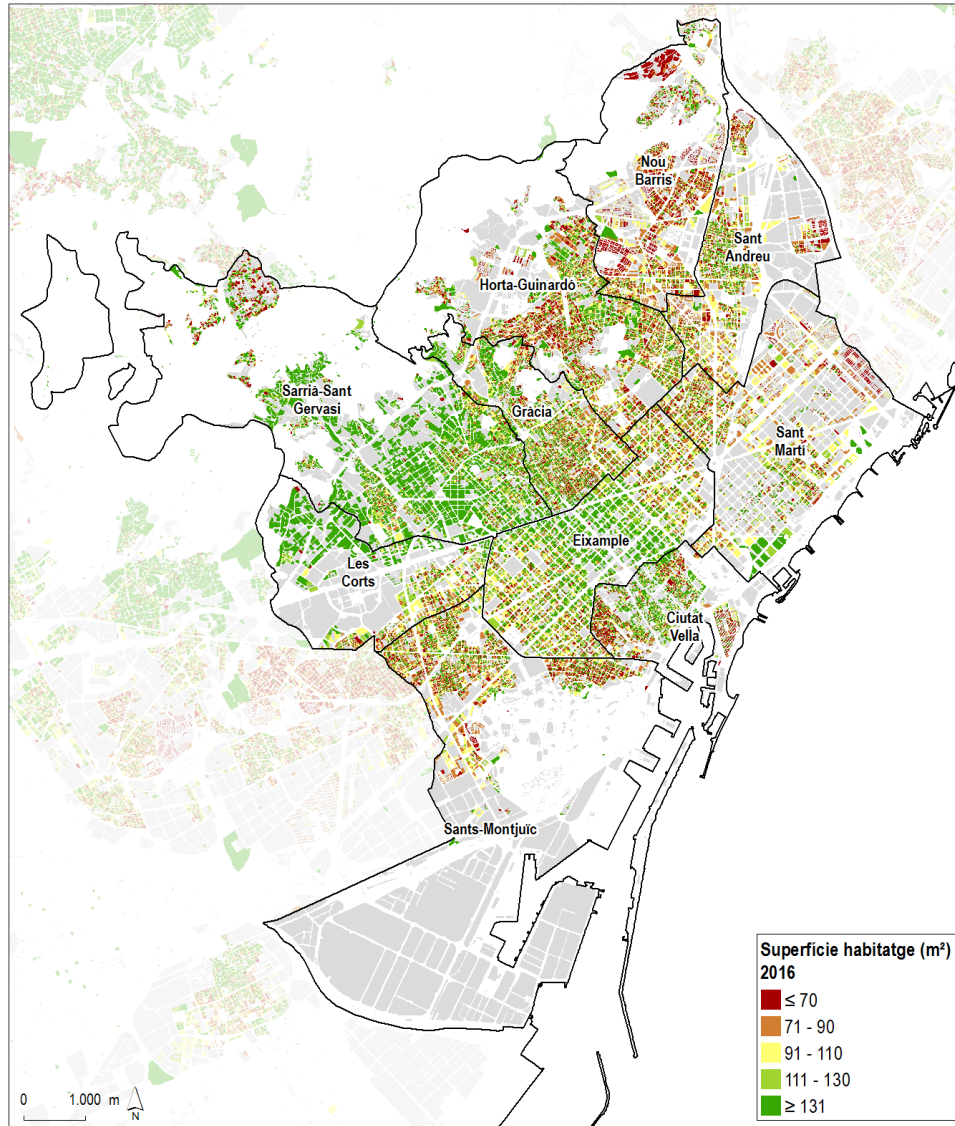 Nou
Barris
Sant
Andreu
Horta-Guinardó
Sarrià-Sant
Gervasi
Gràcia
Sant
Martí
Eixample
Les
Corts
Ciutat
Vella
Sants-Montjuïc
Superfície habitatge (m²)
2016
≤ 70
71 - 90
91 - 110
111 - 130
≥ 131
0 1.000 m
N